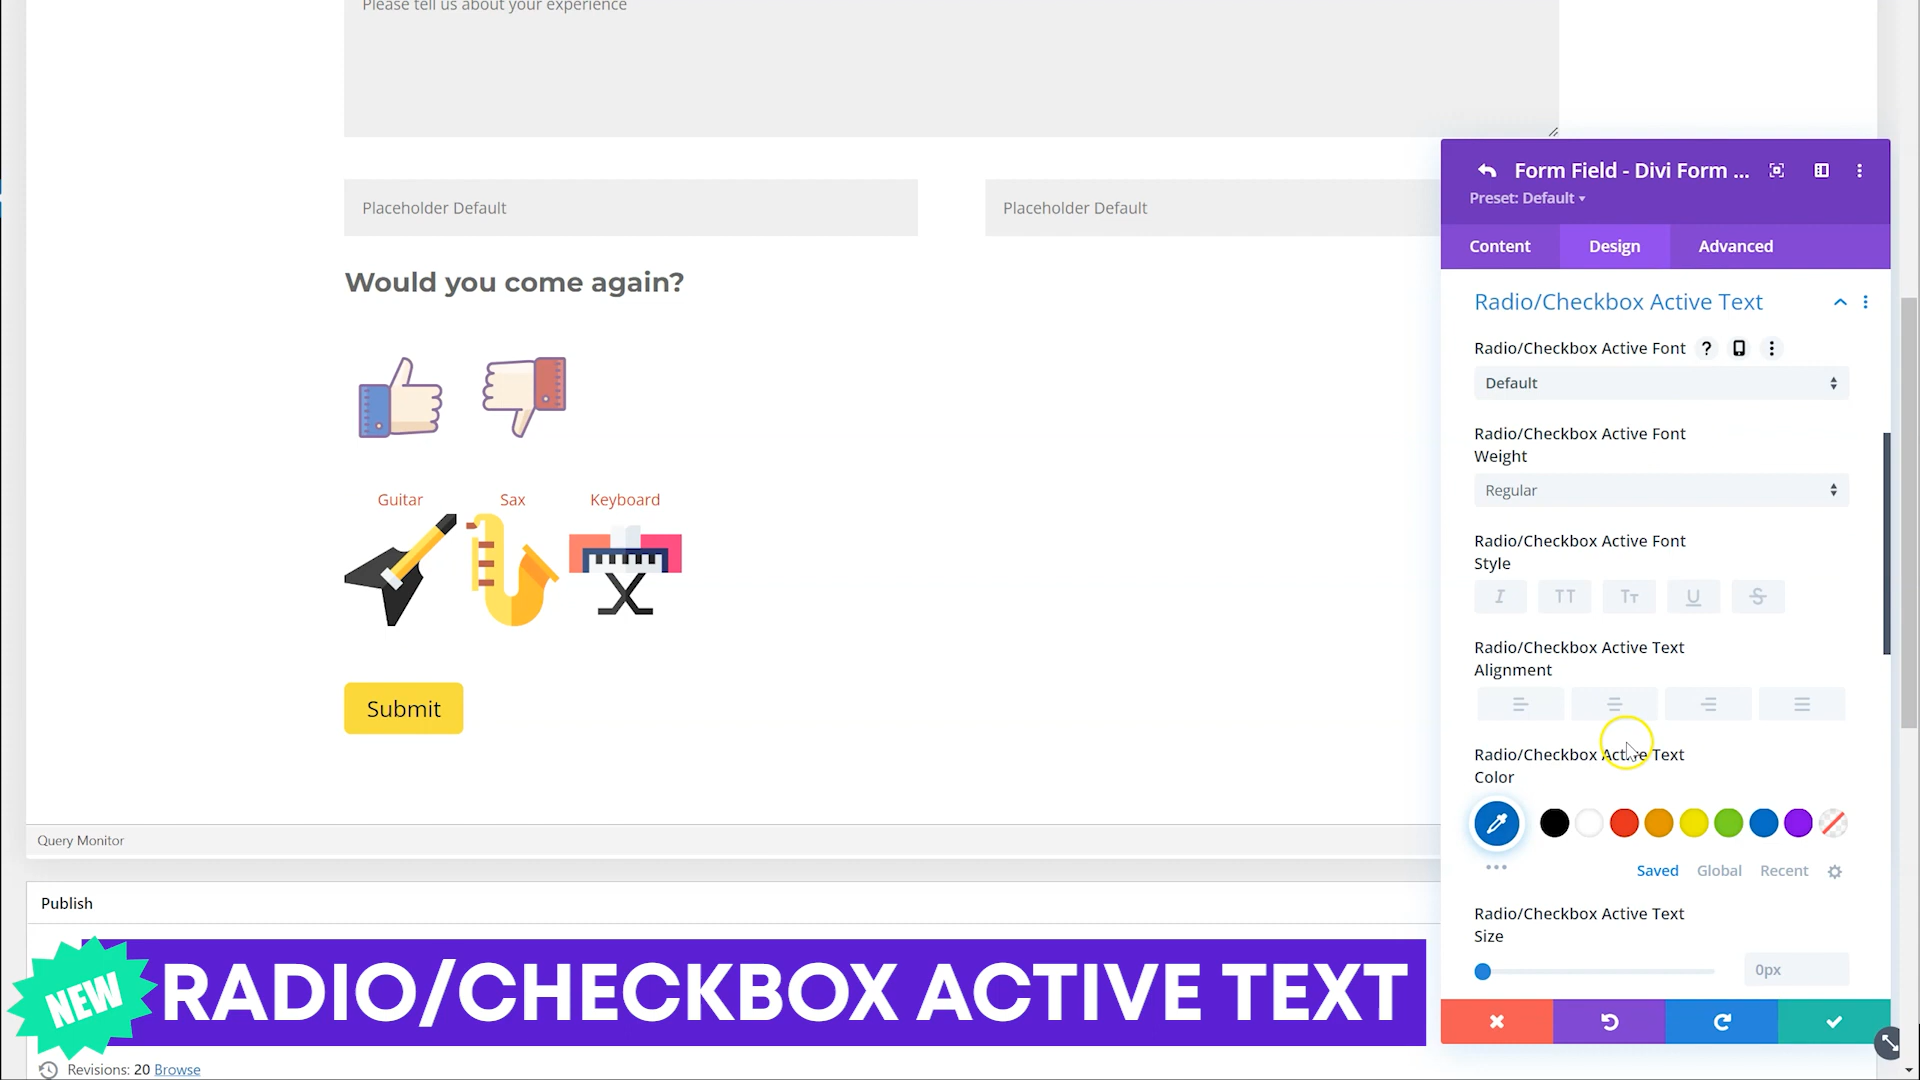 Please tell us about your experience
Placeholder Default
Placeholder Default
Would you come again?
Guitar
Sax
Keyboard
Submit
Query Monitor
Publish
Form Field - Divi Form ...
Preset: Default
Content
Design
Advanced
Radio/Checkbox Active Text
Radio/Checkbox Active Font
?
Default
Radio/Checkbox Active Font
Weight
Regular
Radio/Checkbox Active Font
Style
I
TT
Tт
U
S
Radio/Checkbox Active Text
Alignment
Radio/Checkbox Active Text
Color
Saved
Global
Recent
Radio/Checkbox Active Text
Size
0px
NEW
RADIO/CHECKBOX ACTIVE TEXT
Revisions: 20 Browse